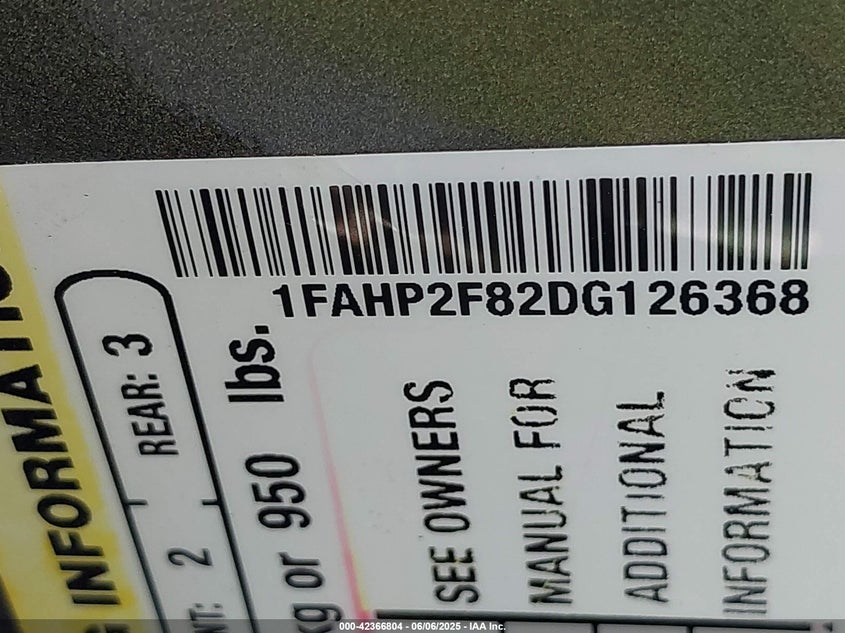 1FAHP2F82DG126368
G INFORMATIO
NT: 2 REAR: 3
kg or 950 lbs.
SEE OWNERS
MANUAL FOR
ADDITIONAL
INFORMATION
000-42366804 - 06/06/2025 - IAA Inc.